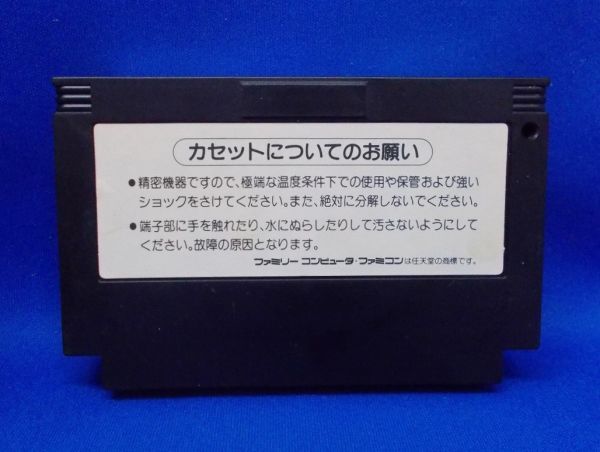 カセットについてのお願い
●精密機器ですので、極端な温度条件下での使用や保管および強い
ショックをさけてください。また、絶対に分解しないでください。
●端子部に手を触れたり、水にぬらしたりして汚さないようにして
ください。故障の原因となります。
ファミリーコンピュータ・ファミコンは任天堂の商標です。